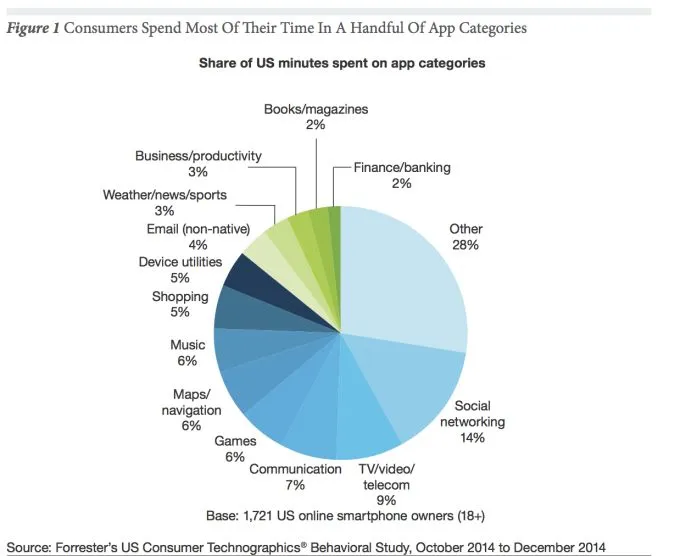 Figure 1 Consumers Spend Most Of Their Time In A Handful Of App Categories
Share of US minutes spent on app categories
Books/magazines
2%
Business/productivity
3%
Finance/banking
2%
Weather/news/sports
3%
Other
28%
Email (non-native)
4%
Device utilities
5%
Shopping
5%
Music
6%
Maps/
navigation
6%
Games
6%
Communication
7%
TV/video/
telecom
9%
Social
networking
14%
Base: 1,721 US online smartphone owners (18+)
Source: Forrester's US Consumer Technographics® Behavioral Study, October 2014 to December 2014